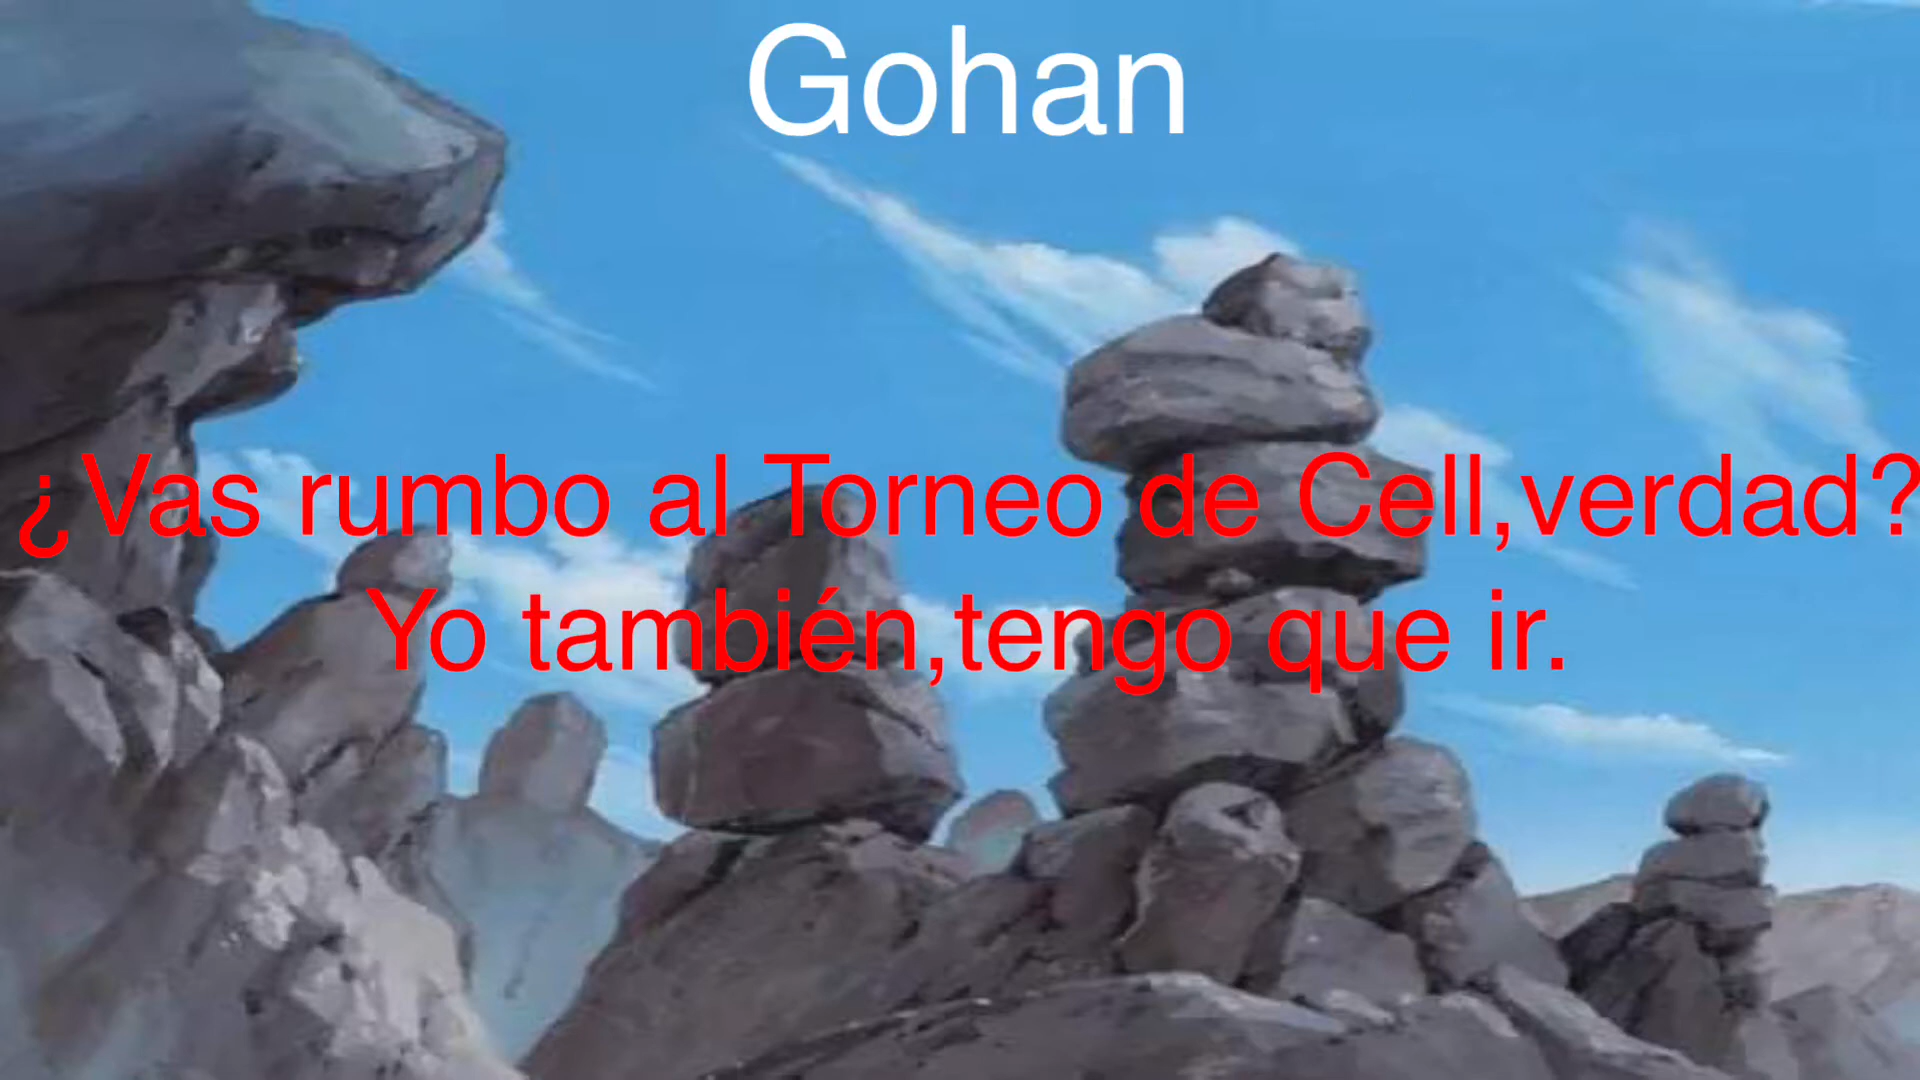 Gohan
¿Vas rumbo al Torneo de Cell,verdad?
Yo también,tengo que ir.